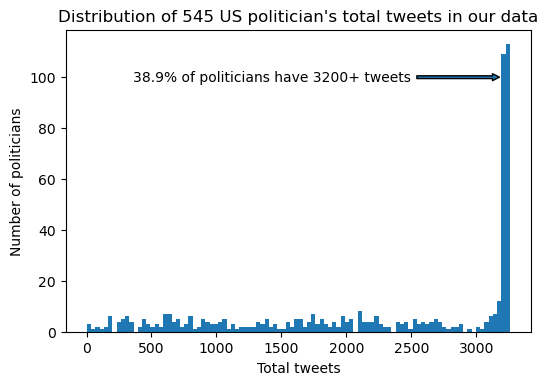 Distribution of 545 US politician's total tweets in our data
38.9% of politicians have 3200+ tweets
Number of politicians
100
80
60
40
20
0
0 500 1000 1500 2000 2500 3000
Total tweets